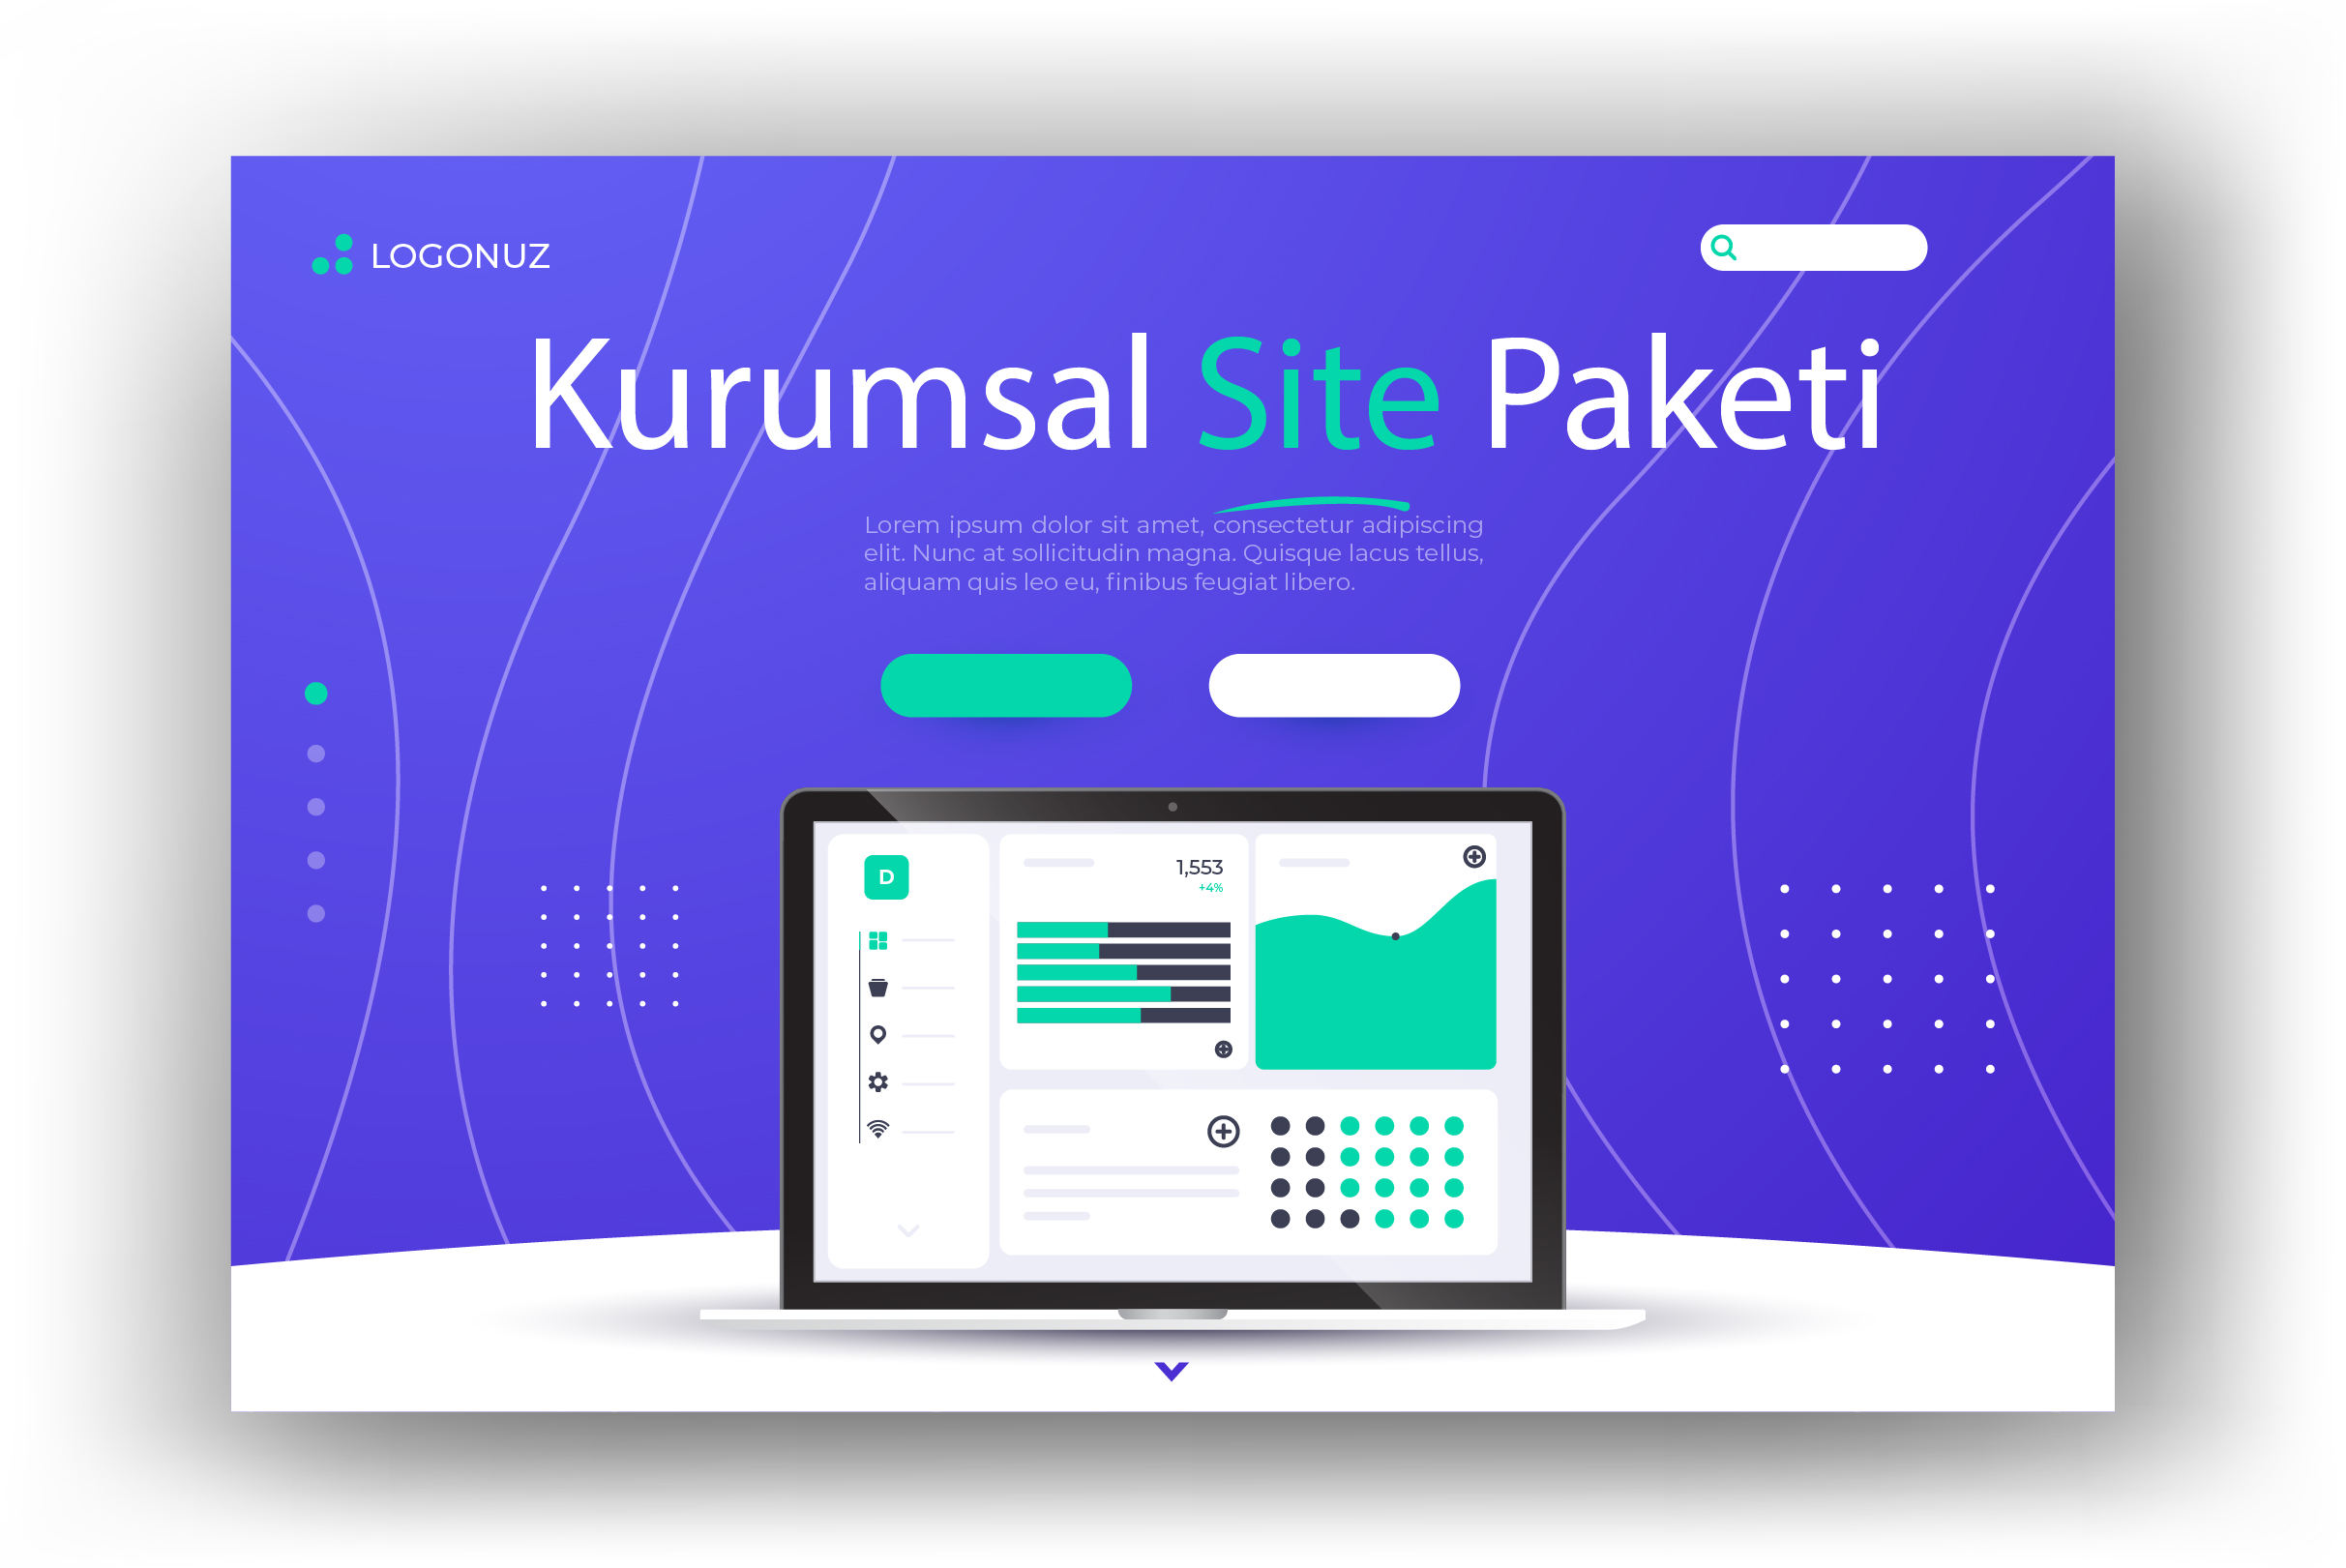 LOGONUZ
Kurumsal Site Paketi
Lorem ipsum dolor sit amet, consectetur adipiscing
elit. Nunc at sollicitudin magna. Quisque lacus tellus,
aliquam quis leo eu, finibus feugiat libero.
D
1,553
+4%